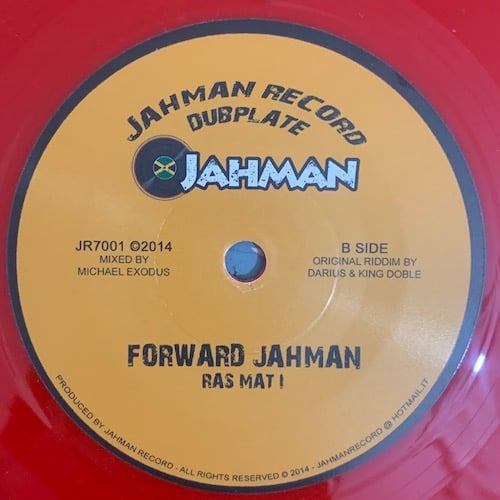 JAHMAN RECORD
DUBPLATE
JAHMAN
JR7001 ©2014
MIXED BY
MICHAEL EXODUS
B SIDE
ORIGINAL RIDDIM BY
DARIUS & KING DOBLE
FORWARD JAHMAN
RAS MAT I
PRODUCED BY JAHMAN RECORD - ALL RIGHTS RESERVED © 2014 - JAHMANRECORD @ HOTMAIL.IT